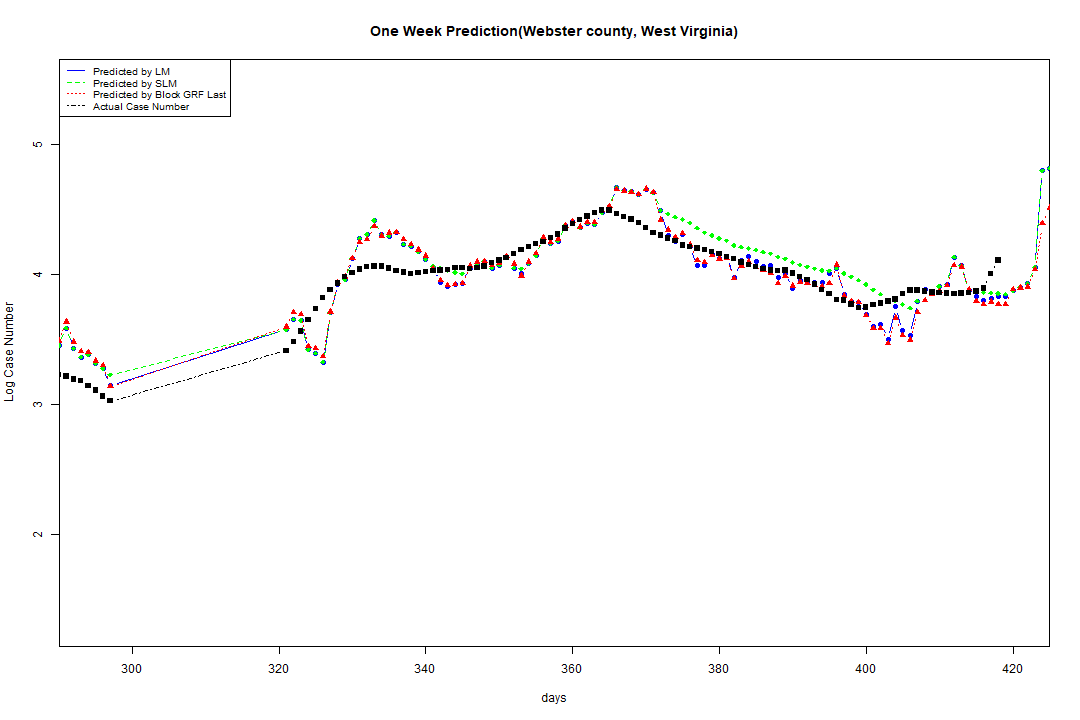 One Week Prediction(Webster county, West Virginia)
Predicted by LM
Predicted by SLM
Predicted by Block GRF Last
Actual Case Number
5
4
3
2
Log Case Number
300 320 340 360 380 400 420
days